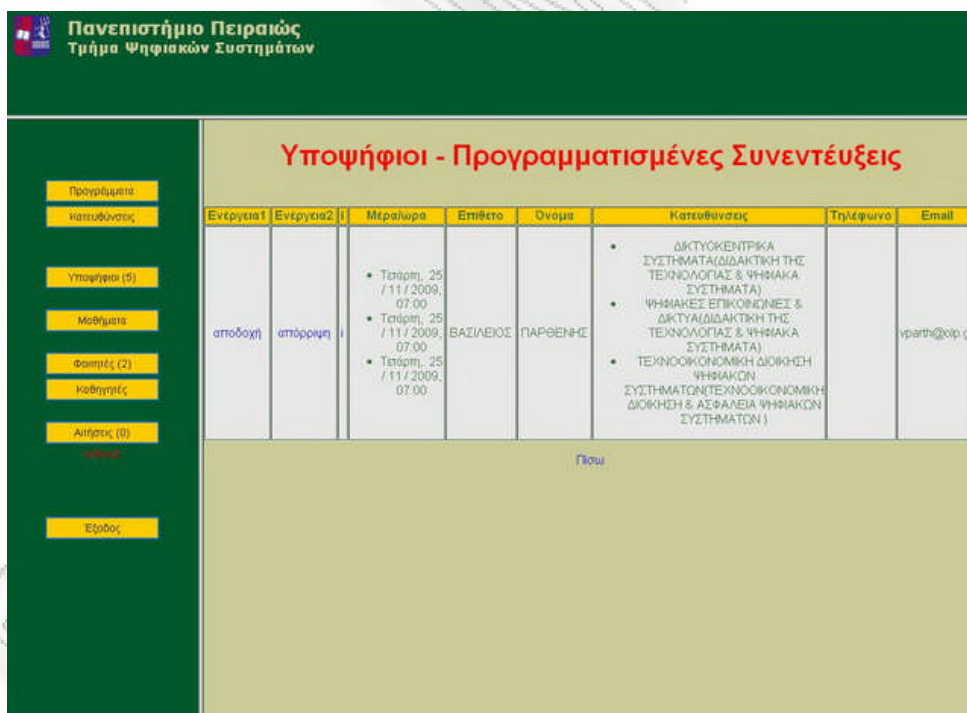 Πανεπιστήμιο Πειραιώς
Τμήμα Ψηφιακών Συστημάτων
Υποψήφιοι - Προγραμματισμένες Συνεντεύξεις
Προγράμματα
Κατευθύνσεις
Υποψήφιοι (5)
Μαθήματα
Φοιτητές (2)
Καθηγητές
Αιτήσεις (0)
Έξοδος
Ενέργεια1 Ενέργεια2 i Μέρα/ωρα Επίθετο Όνομα Κατευθύνσεις Τηλέφωνο Email
αποδοχή απόρριψη i
• Τετάρτη, 25
/ 11 / 2009,
07:00
• Τετάρτη, 25
/ 11 / 2009,
07:00
• Τετάρτη, 25
/ 11 / 2009,
07:00
ΒΑΣΙΛΕΙΟΣ ΠΑΡΘΕΝΗΣ
• ΔΙΚΤΥΟΚΕΝΤΡΙΚΑ
ΣΥΣΤΗΜΑΤΑ(ΔΙΔΑΚΤΙΚΗ ΤΗΣ
ΤΕΧΝΟΛΟΓΙΑΣ & ΨΗΦΙΑΚΑ
ΣΥΣΤΗΜΑΤΑ)
• ΨΗΦΙΑΚΕΣ ΕΠΙΚΟΙΝΩΝΙΕΣ &
ΔΙΚΤΥΑ(ΔΙΔΑΚΤΙΚΗ ΤΗΣ
ΤΕΧΝΟΛΟΓΙΑΣ & ΨΗΦΙΑΚΑ
ΣΥΣΤΗΜΑΤΑ)
• ΤΕΧΝΟΟΙΚΟΝΟΜΙΚΗ ΔΙΟΙΚΗΣΗ
ΨΗΦΙΑΚΩΝ
ΣΥΣΤΗΜΑΤΩΝ(ΤΕΧΝΟΟΙΚΟΝΟΜΙΚΗ
ΔΙΟΙΚΗΣΗ & ΑΣΦΑΛΕΙΑ ΨΗΦΙΑΚΩΝ
ΣΥΣΤΗΜΑΤΩΝ )
Πίσω